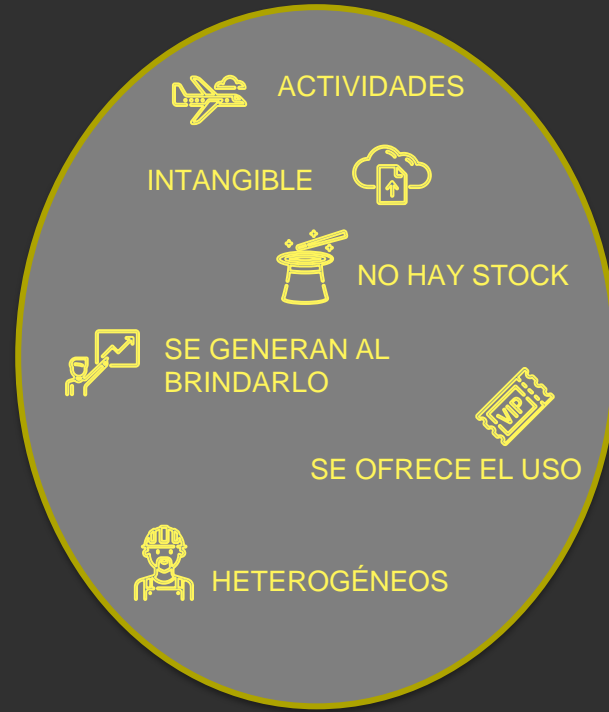 ACTIVIDADES
INTANGIBLE
NO HAY STOCK
SE GENERAN AL
BRINDARLO
VIP
SE OFRECE EL USO
HETEROGÉNEOS